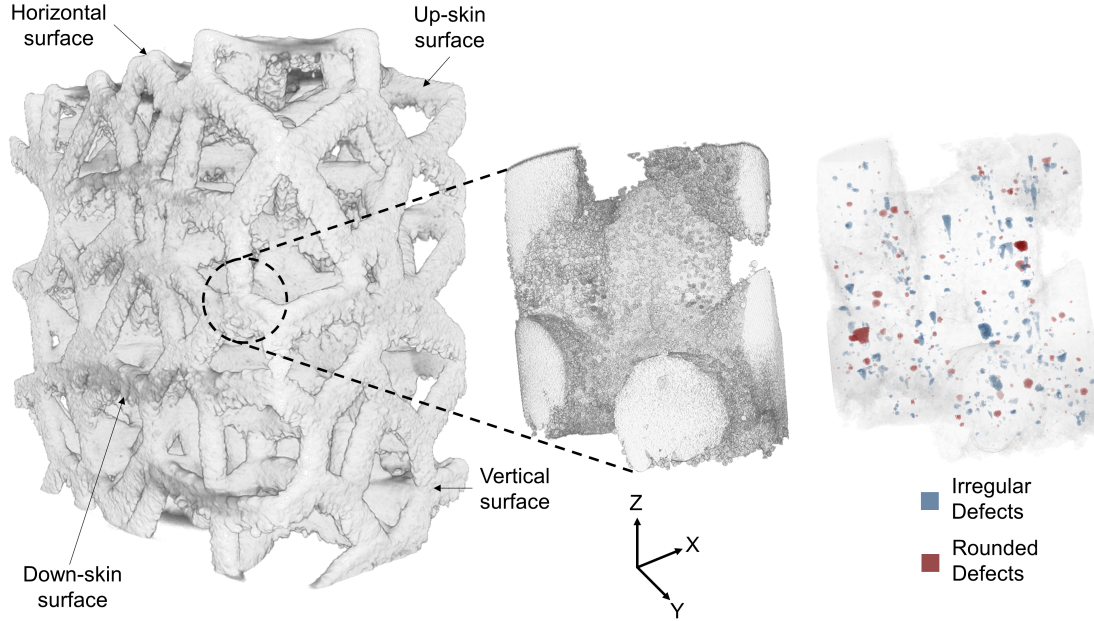 Horizontal
surface
Up-skin
surface
Vertical
surface
Down-skin
surface
Z
X
Y
Irregular
Defects
Rounded
Defects